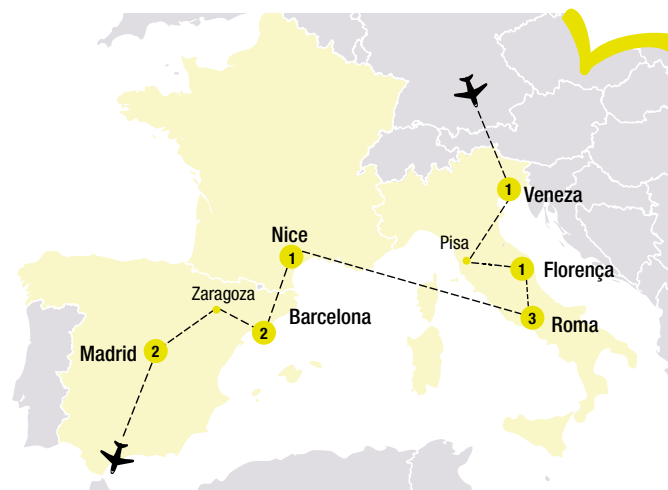 1
Veneza
Nice
1
Pisa
1
Florença
Zaragoza
Barcelona
2
3
Roma
Madrid
2